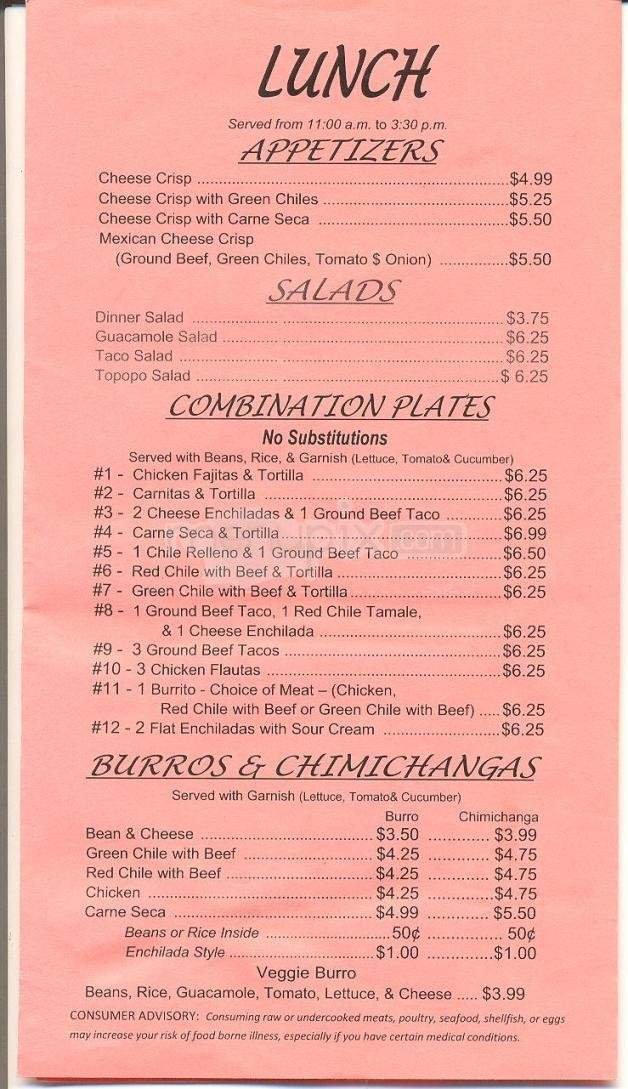 LUNCH
Served from 11:00 a.m. to 3:30 p.m.
APPETIZERS
Cheese Crisp ........ $4.99
Cheese Crisp with Green Chiles ........ $5.25
Cheese Crisp with Carne Seca ........ $5.50
Mexican Cheese Crisp
(Ground Beef, Green Chiles, Tomato $ Onion) ........ $5.50
SALADS
Dinner Salad ........ $3.75
Guacamole Salad ........ $6.25
Taco Salad ........ $6.25
Topopo Salad ........ $ 6.25
COMBINATION PLATES
No Substitutions
Served with Beans, Rice, & Garnish (Lettuce, Tomato& Cucumber)
#1 - Chicken Fajitas & Tortilla ........ $6.25
#2 - Carnitas & Tortilla ........ $6.25
#3 - 2 Cheese Enchiladas & 1 Ground Beef Taco ........ $6.25
#4 - Carne Seca & Tortilla ........ $6.99
#5 - 1 Chile Relleno & 1 Ground Beef Taco ........ $6.50
#6 - Red Chile with Beef & Tortilla ........ $6.25
#7 - Green Chile with Beef & Tortilla ........ $6.25
#8 - 1 Ground Beef Taco, 1 Red Chile Tamale,
& 1 Cheese Enchilada ........ $6.25
#9 - 3 Ground Beef Tacos ........ $6.25
#10 - 3 Chicken Flautas ........ $6.25
#11 - 1 Burrito - Choice of Meat – (Chicken,
Red Chile with Beef or Green Chile with Beef) ..... $6.25
#12 - 2 Flat Enchiladas with Sour Cream ........ $6.25
BURROS & CHIMICHANGAS
Served with Garnish (Lettuce, Tomato& Cucumber)
Burro Chimichanga
Bean & Cheese ........ $3.50 ........ $3.99
Green Chile with Beef ........ $4.25 ........ $4.75
Red Chile with Beef ........ $4.25 ........ $4.75
Chicken ........ $4.25 ........ $4.75
Carne Seca ........ $4.99 ........ $5.50
Beans or Rice Inside ........ 50¢ ........ 50¢
Enchilada Style ........ $1.00 ........ $1.00
Veggie Burro
Beans, Rice, Guacamole, Tomato, Lettuce, & Cheese ..... $3.99
CONSUMER ADVISORY: Consuming raw or undercooked meats, poultry, seafood, shellfish, or eggs
may increase your risk of food borne illness, especially if you have certain medical conditions.